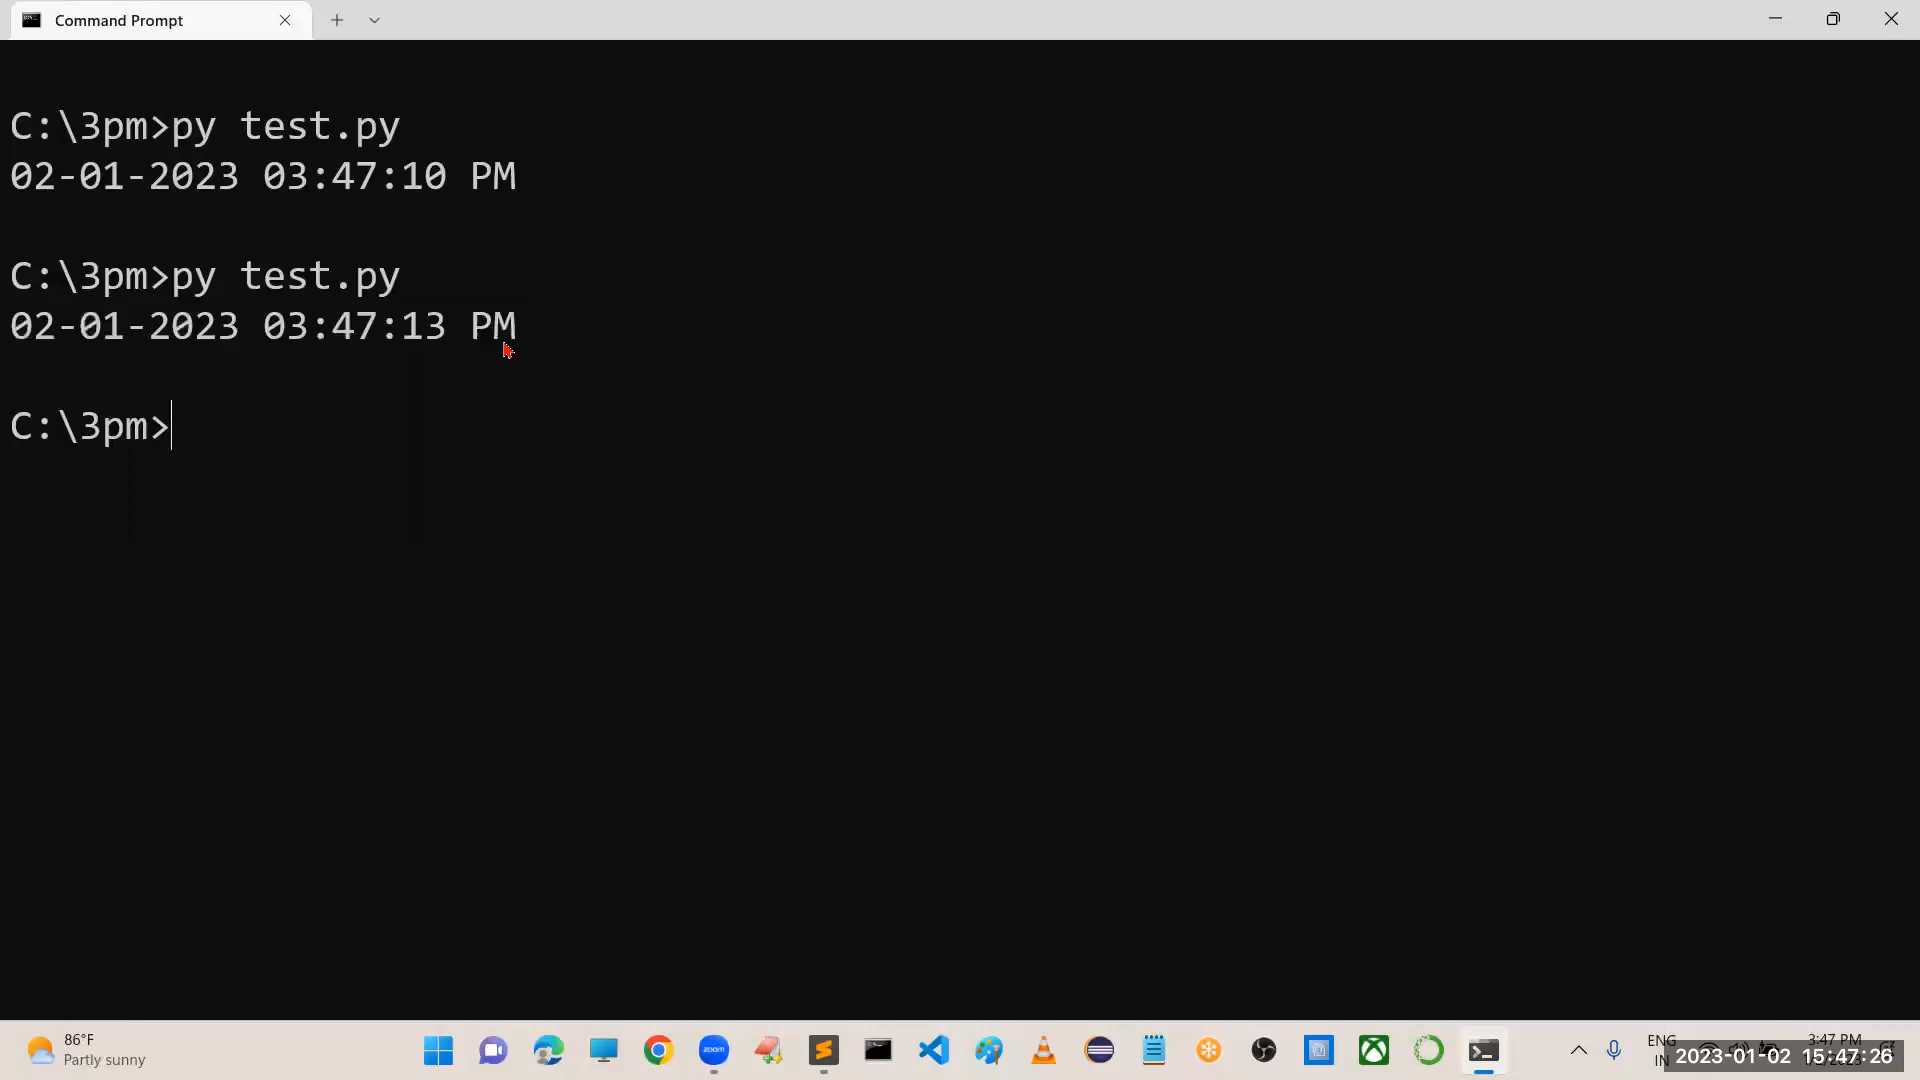 Command Prompt
C:\3pm>py test.py
02-01-2023 03:47:10 PM
C:\3pm>py test.py
02-01-2023 03:47:13 PM
C:\3pm>
86°F
Partly sunny
zoom
ENG
IN
3:47 PM
2023-01-02 15:47:26